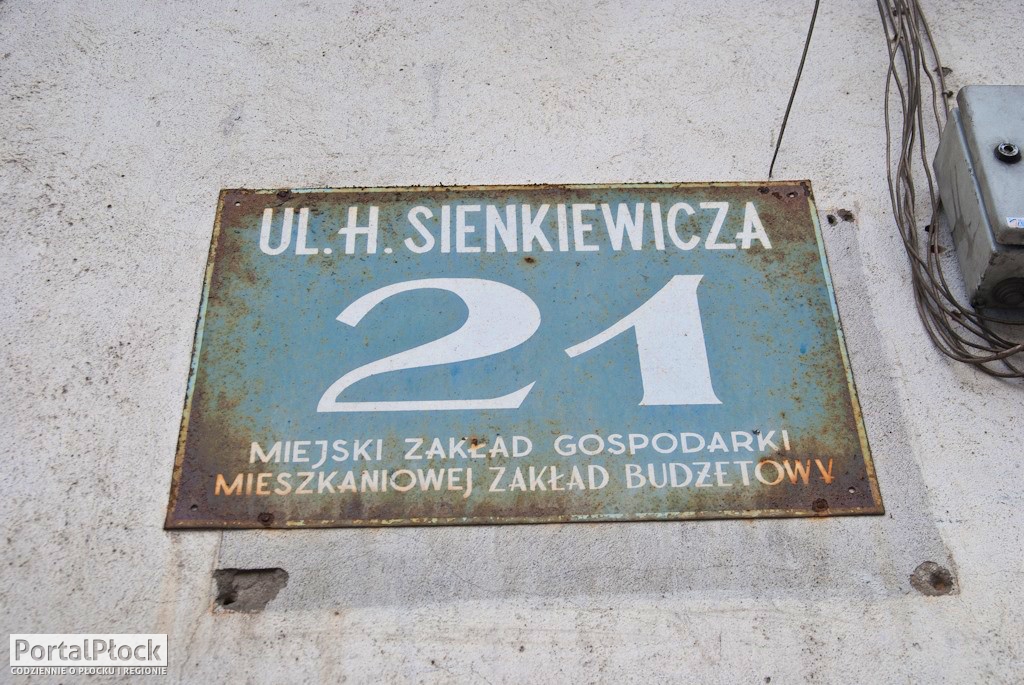 UL. H. SIENKIEWICZA
21
MIEJSKI ZAKŁAD GOSPODARKI
MIESZKANIOWEJ ZAKŁAD BUDŻETOWY
PortalPłock
CODZIENNIE O PŁOCKU I REGIONIE